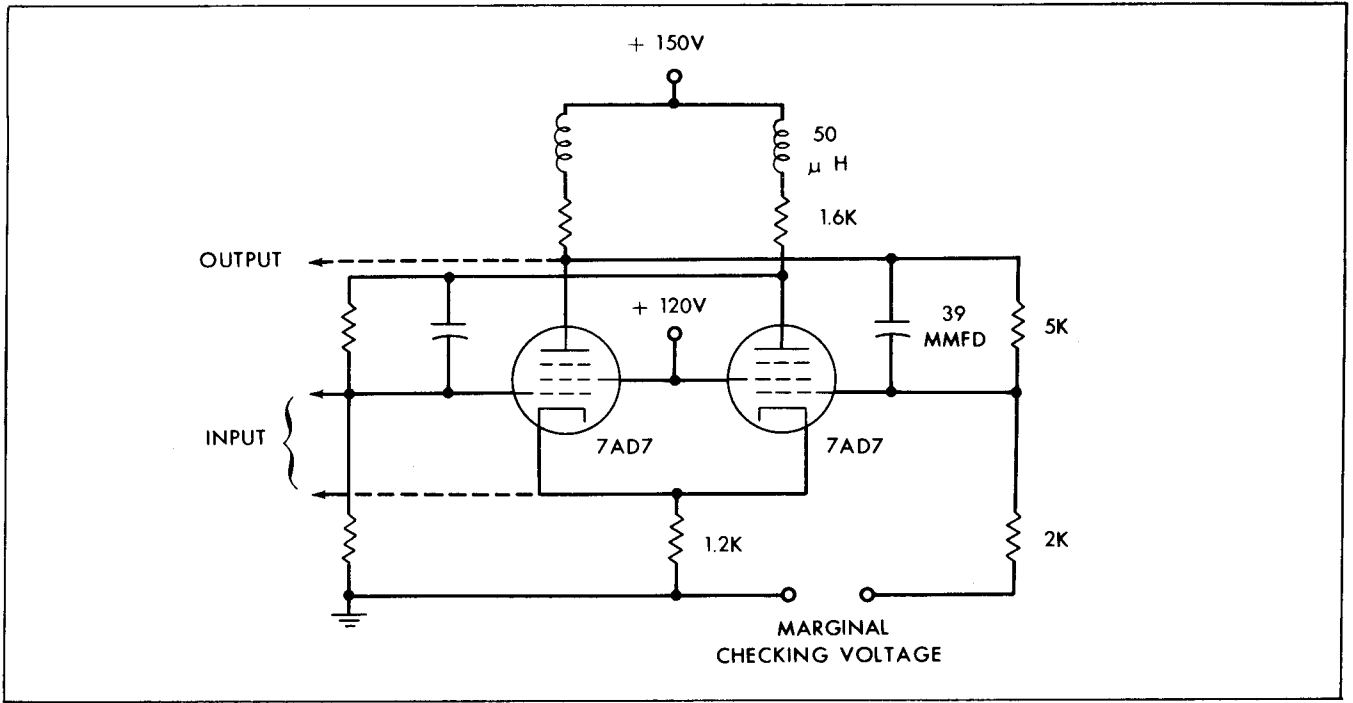 + 150V
50
μ H
1.6K
OUTPUT
+ 120V
39
MMFD
5K
INPUT
7AD7
7AD7
1.2K
2K
MARGINAL
CHECKING VOLTAGE